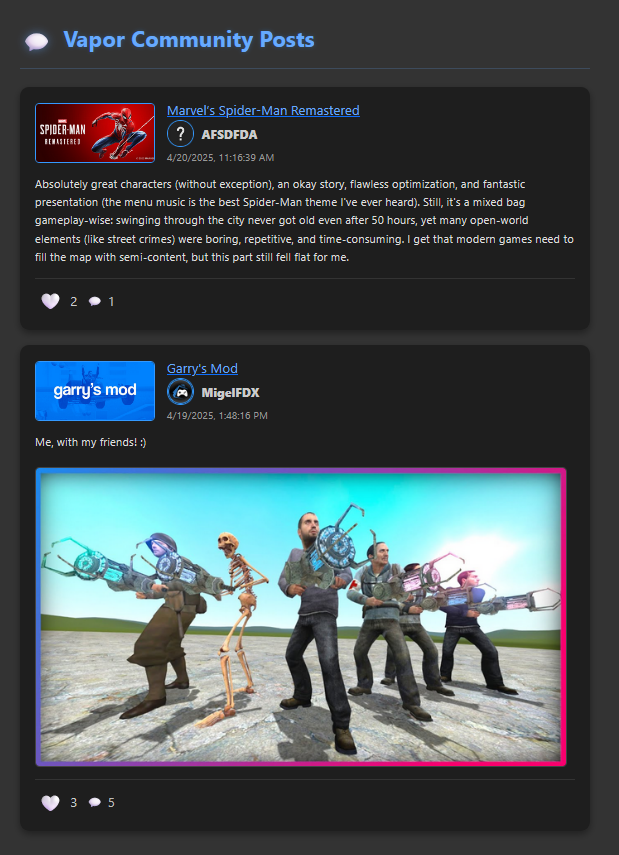 Vapor Community Posts
MARVEL
SPIDER-MAN
REMASTERED
Marvel's Spider-Man Remastered
?
AFSDFDA
4/20/2025, 11:16:39 AM
Absolutely great characters (without exception), an okay story, flawless optimization, and fantastic
presentation (the menu music is the best Spider-Man theme I've ever heard). Still, it's a mixed bag
gameplay-wise: swinging through the city never got old even after 50 hours, yet many open-world
elements (like street crimes) were boring, repetitive, and time-consuming. I get that modern games need to
fill the map with semi-content, but this part still fell flat for me.
2 1
garry's mod
Garry's Mod
MigelFDX
4/19/2025, 1:48:16 PM
Me, with my friends! :)
3 5